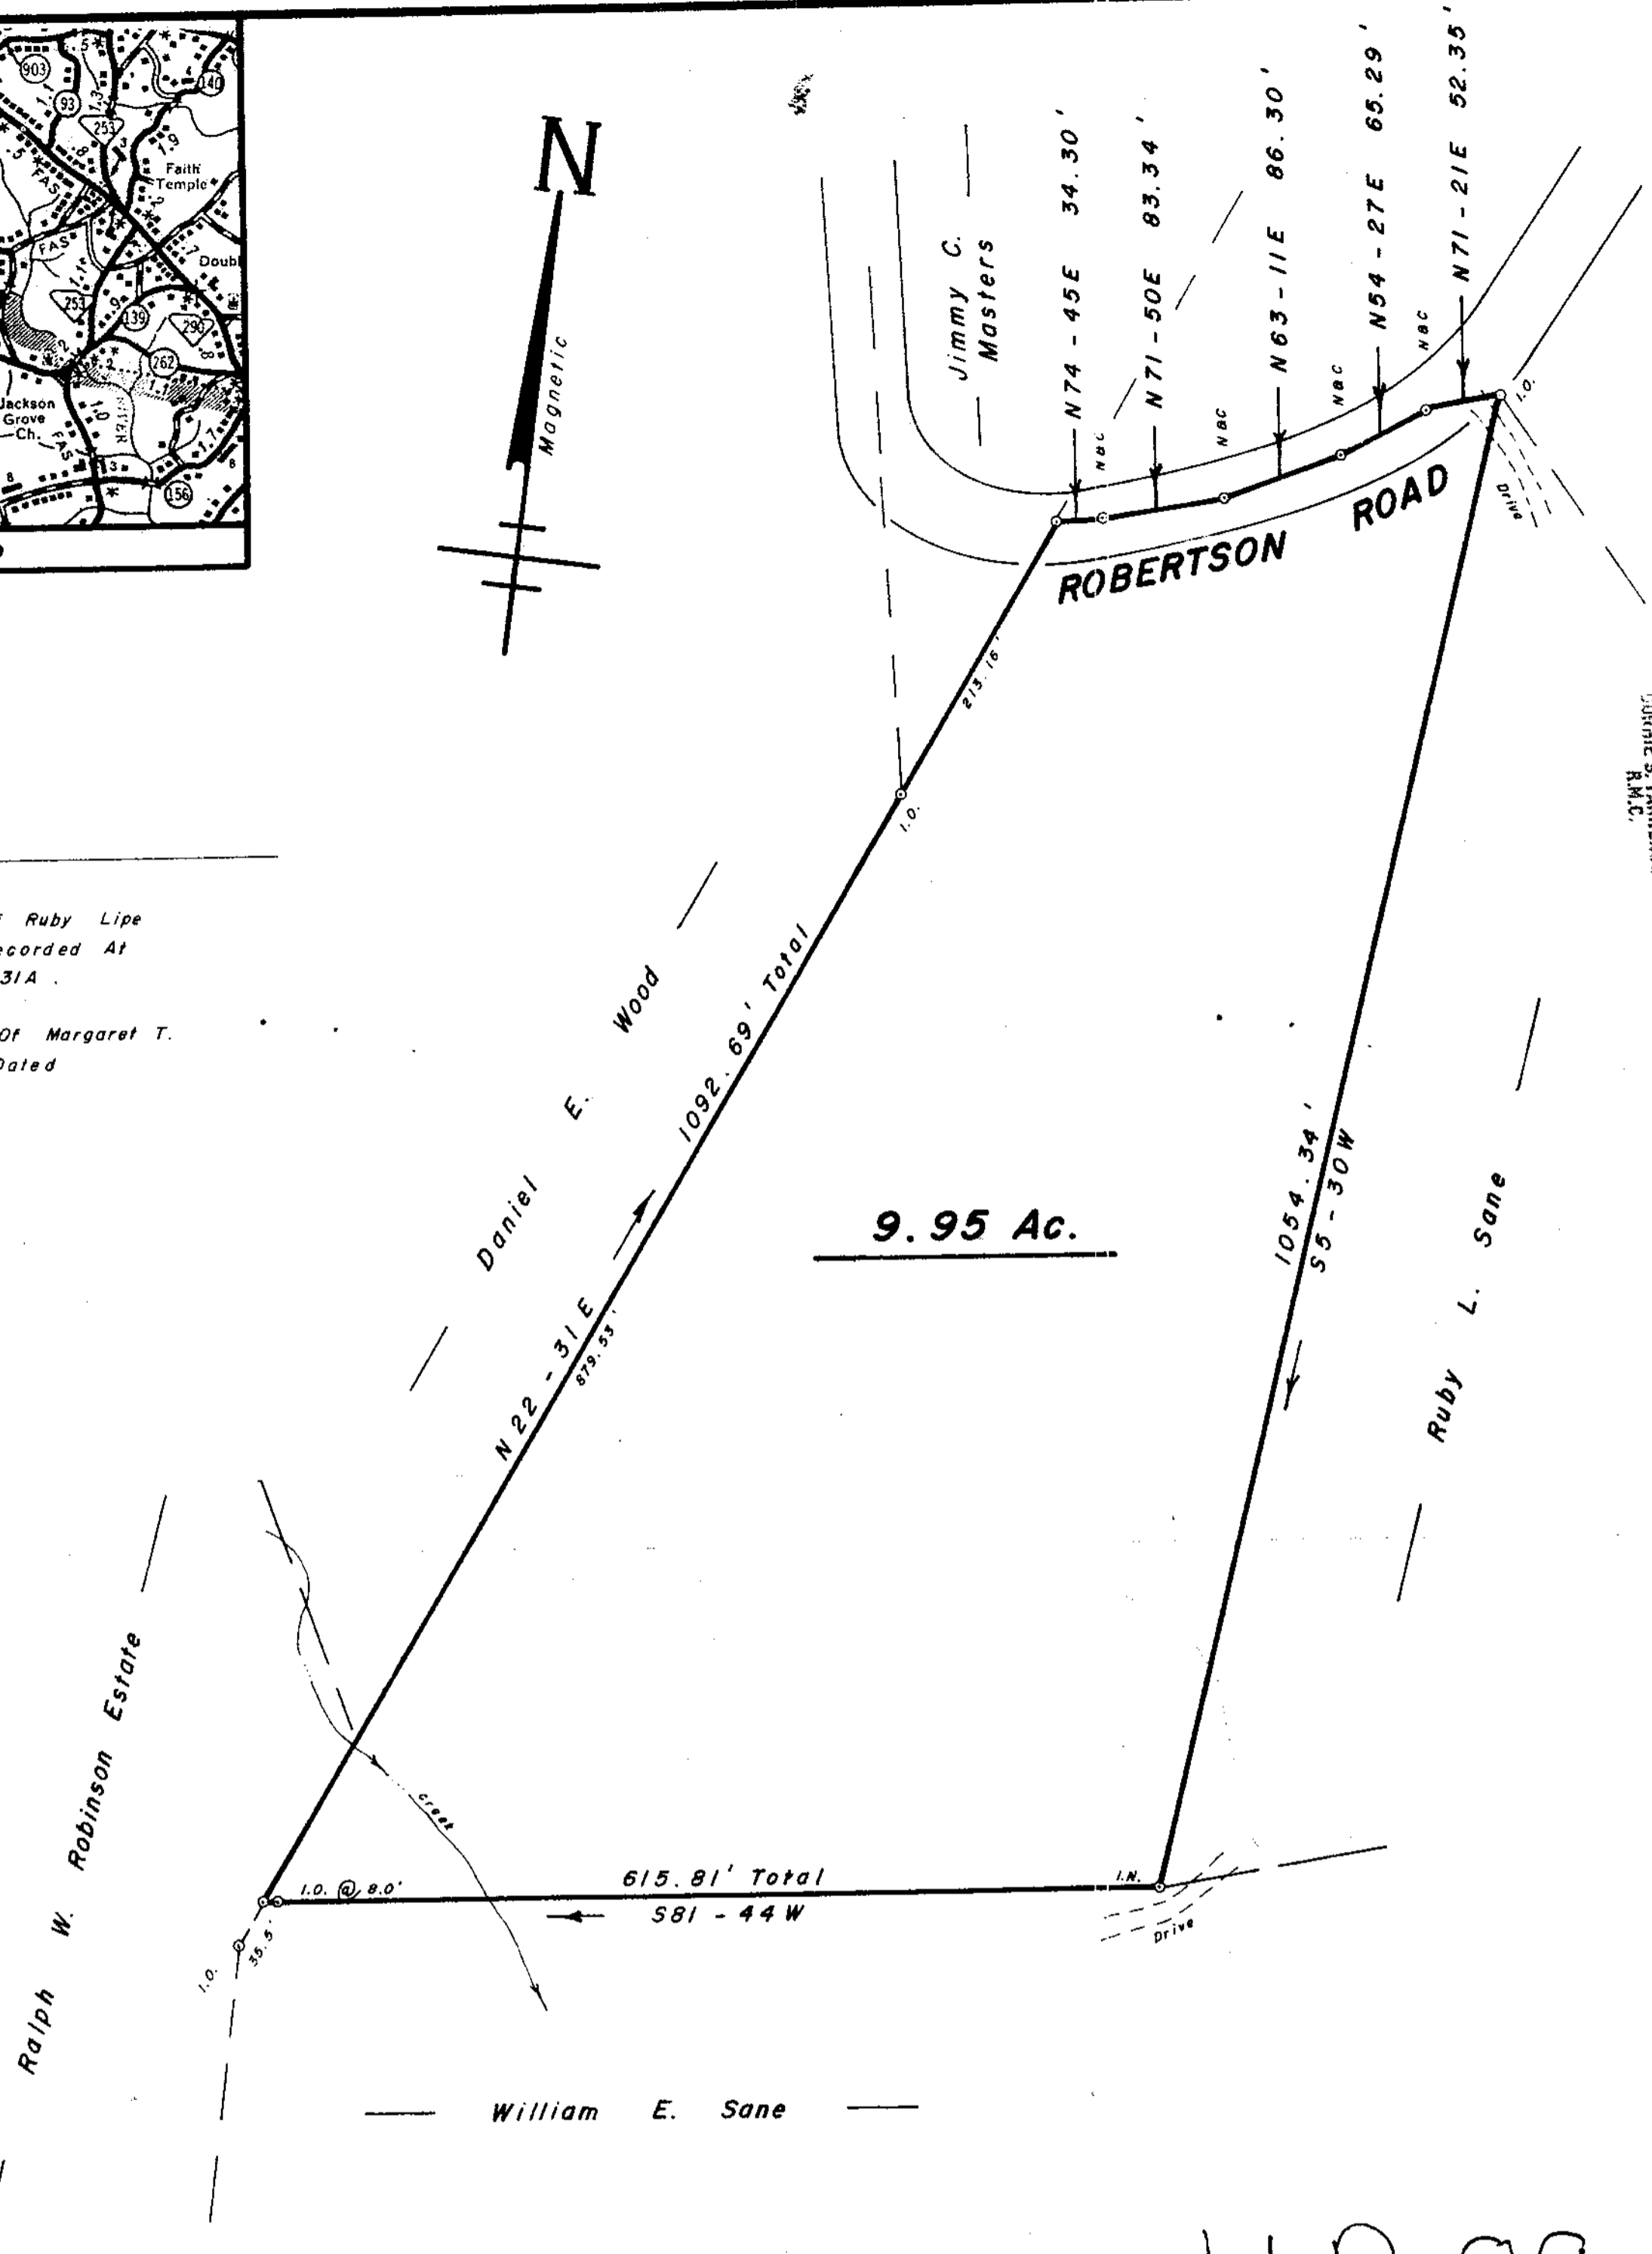 903
93
140
253
Faith
Temple
FAS
FAS
Doubl
253
139
290
262
RIVER
Jackson
Grove
Ch.
FAS
156
N
Magnetic
Jimmy C.
Masters
N74-45E 34.30'
N71-50E 83.34'
N63-11E 86.30'
N54-27E 65.29'
N71-21E 52.35'
NBC
NBC
NBC
NBC
I.O.
Drive
ROBERTSON ROAD
213.16'
I.O.
R.M.C.
Ruby Lipe
ecorded At
31A.
Of Margaret T.
Dated
Daniel E. Wood
1092.69' Total
N22-31E
879.53'
9.95 Ac.
1054.34'
S5-30W
Ruby L. Sane
Ralph W. Robinson Estate
creek
I.O. @ 8.0'
615.81' Total
I.N.
S81-44W
Drive
35.5'
I.O.
William E. Sane